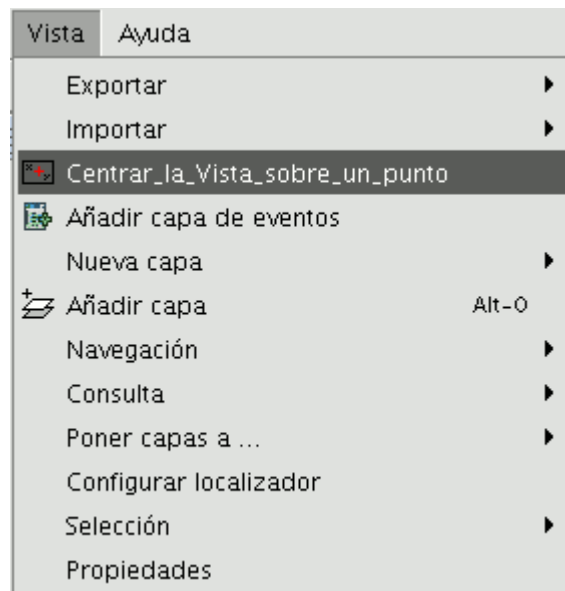 Vista Ayuda
Exportar
Importar
Centrar_la_Vista_sobre_un_punto
Añadir capa de eventos
Nueva capa
Añadir capa Alt-O
Navegación
Consulta
Poner capas a ...
Configurar localizador
Selección
Propiedades